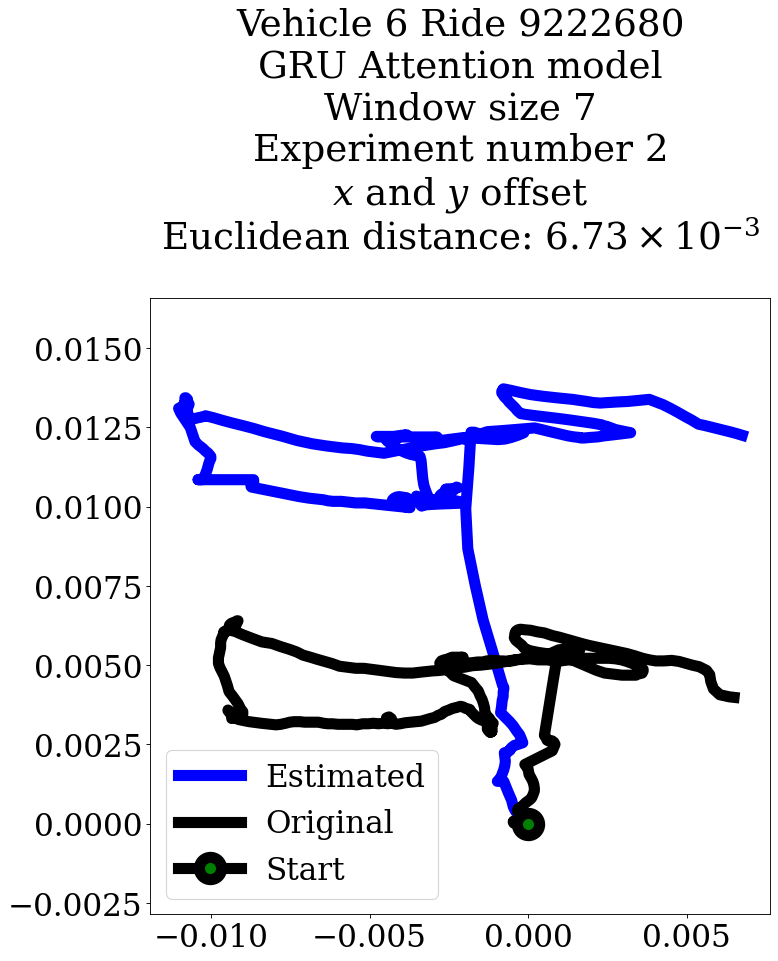 Vehicle 6 Ride 9222680
GRU Attention model
Window size 7
Experiment number 2
x and y offset
Euclidean distance: 6.73 × 10⁻³
0.0150
0.0125
0.0100
0.0075
0.0050
0.0025
0.0000
−0.0025
Estimated
Original
Start
−0.010 −0.005 0.000 0.005